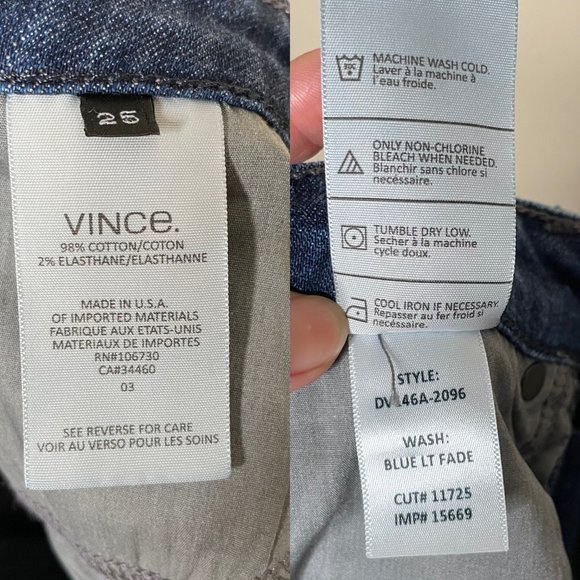 25
VINCE.
98% COTTON/COTON
2% ELASTHANE/ELASTHANNE
MADE IN U.S.A.
OF IMPORTED MATERIALS
FABRIQUE AUX ETATS-UNIS
MATERIAUX DE IMPORTES
RN#106730
CA#34460
03
SEE REVERSE FOR CARE
VOIR AU VERSO POUR LES SOINS
30C
MACHINE WASH COLD.
Laver à la machine à
l'eau froide.
ONLY NON-CHLORINE
BLEACH WHEN NEEDED.
Blanchir sans chlore si
nécessaire.
TUMBLE DRY LOW.
Secher à la machine
cycle doux.
COOL IRON IF NECESSARY.
Repasser au fer froid si
nécessaire.
STYLE:
WASH:
BLUE LT FADE
CUT# 11725
IMP# 15669